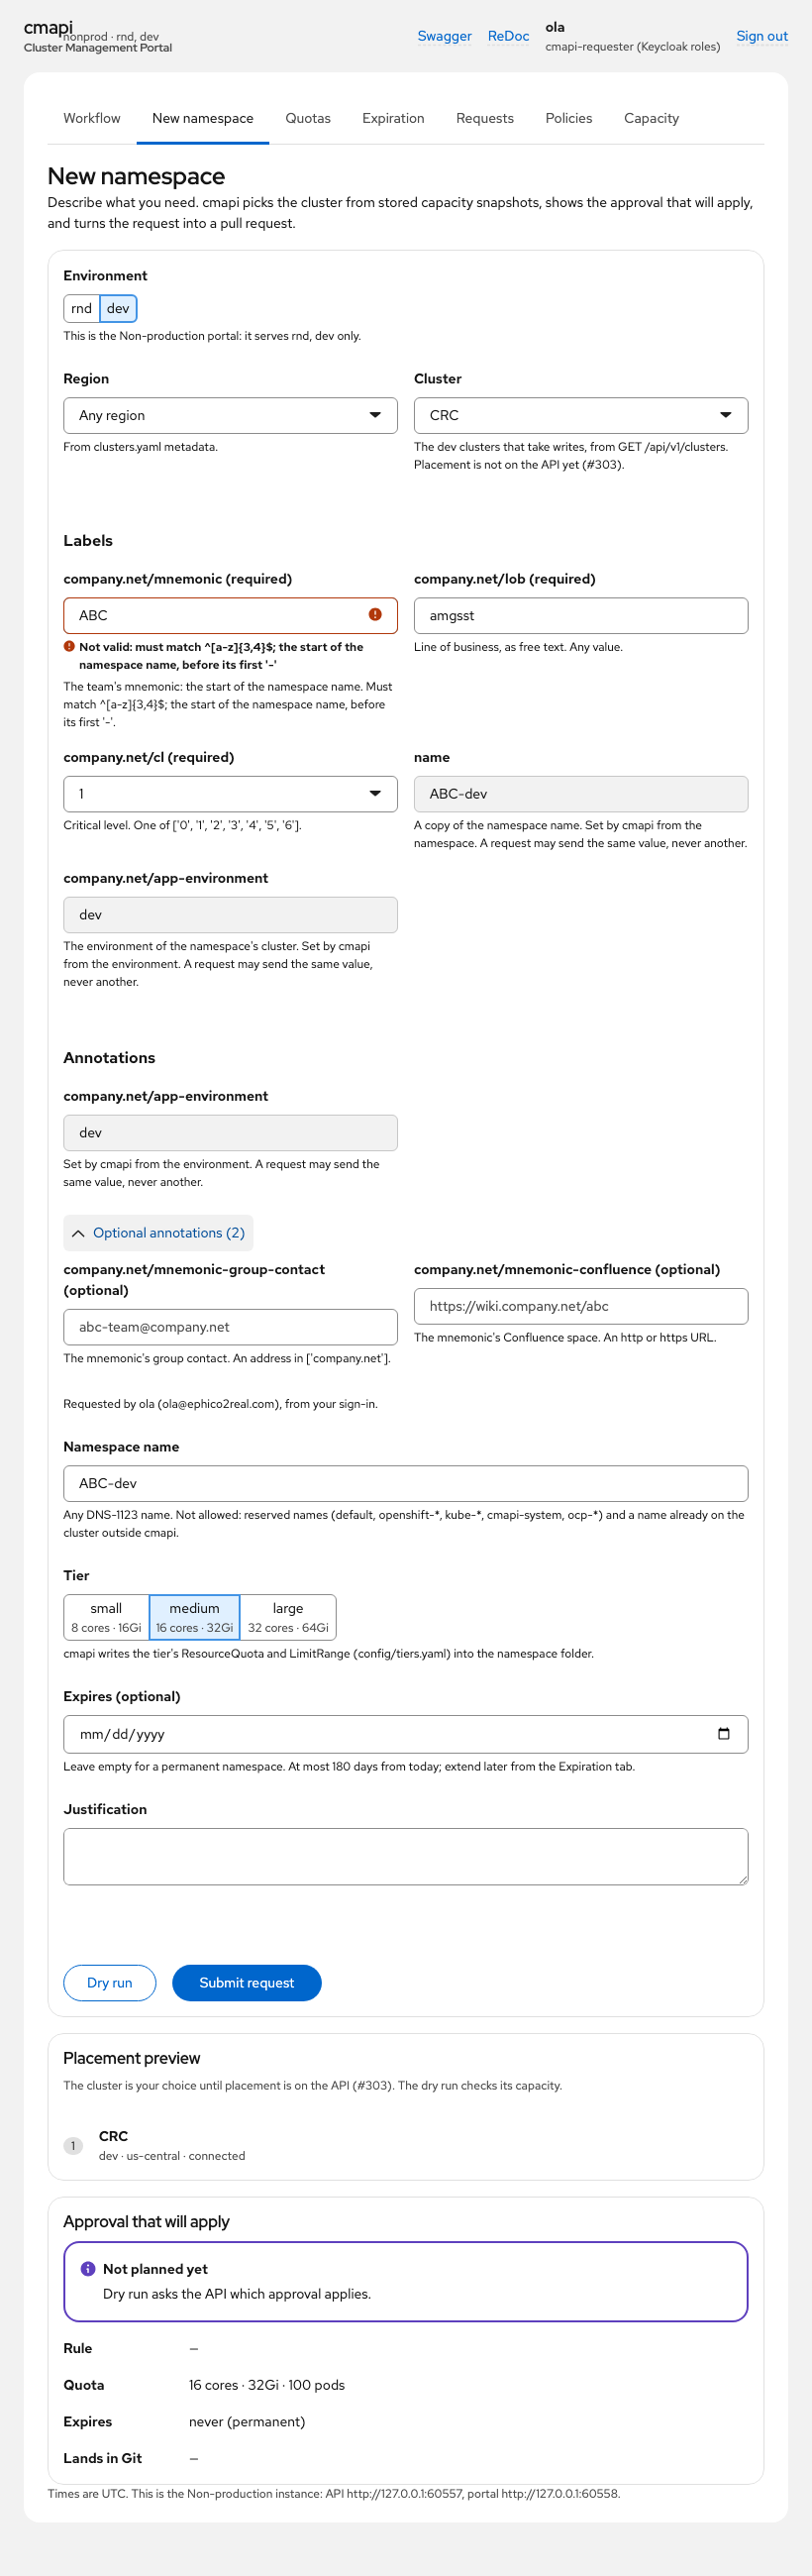 cmapi
nonprod · rnd, dev
Cluster Management Portal
Swagger
ReDoc
ola
cmapi-requester (Keycloak roles)
Sign out
Workflow
New namespace
Quotas
Expiration
Requests
Policies
Capacity
New namespace
Describe what you need. cmapi picks the cluster from stored capacity snapshots, shows the approval that will apply,
and turns the request into a pull request.
Environment
rnd
dev
This is the Non-production portal: it serves rnd, dev only.
Region
Any region
From clusters.yaml metadata.
Cluster
CRC
The dev clusters that take writes, from GET /api/v1/clusters.
Placement is not on the API yet (#303).
Labels
company.net/mnemonic (required)
ABC
Not valid: must match ^[a-z]{3,4}$; the start of the
namespace name, before its first '-'
The team's mnemonic: the start of the namespace name. Must
match ^[a-z]{3,4}$; the start of the namespace name, before
its first '-'.
company.net/lob (required)
amgsst
Line of business, as free text. Any value.
company.net/cl (required)
1
Critical level. One of ['0', '1', '2', '3', '4', '5', '6'].
name
ABC-dev
A copy of the namespace name. Set by cmapi from the
namespace. A request may send the same value, never another.
company.net/app-environment
dev
The environment of the namespace's cluster. Set by cmapi
from the environment. A request may send the same value,
never another.
Annotations
company.net/app-environment
dev
Set by cmapi from the environment. A request may send the
same value, never another.
Optional annotations (2)
company.net/mnemonic-group-contact
(optional)
abc-team@company.net
The mnemonic's group contact. An address in ['company.net'].
company.net/mnemonic-confluence (optional)
https://wiki.company.net/abc
The mnemonic's Confluence space. An http or https URL.
Requested by ola (ola@ephico2real.com), from your sign-in.
Namespace name
ABC-dev
Any DNS-1123 name. Not allowed: reserved names (default, openshift-*, kube-*, cmapi-system, ocp-*) and a name already on the
cluster outside cmapi.
Tier
small
8 cores · 16Gi
medium
16 cores · 32Gi
large
32 cores · 64Gi
cmapi writes the tier's ResourceQuota and LimitRange (config/tiers.yaml) into the namespace folder.
Expires (optional)
mm/dd/yyyy
Leave empty for a permanent namespace. At most 180 days from today; extend later from the Expiration tab.
Justification
Dry run
Submit request
Placement preview
The cluster is your choice until placement is on the API (#303). The dry run checks its capacity.
1
CRC
dev · us-central · connected
Approval that will apply
Not planned yet
Dry run asks the API which approval applies.
Rule –
Quota 16 cores · 32Gi · 100 pods
Expires never (permanent)
Lands in Git –
Times are UTC. This is the Non-production instance: API http://127.0.0.1:60557, portal http://127.0.0.1:60558.